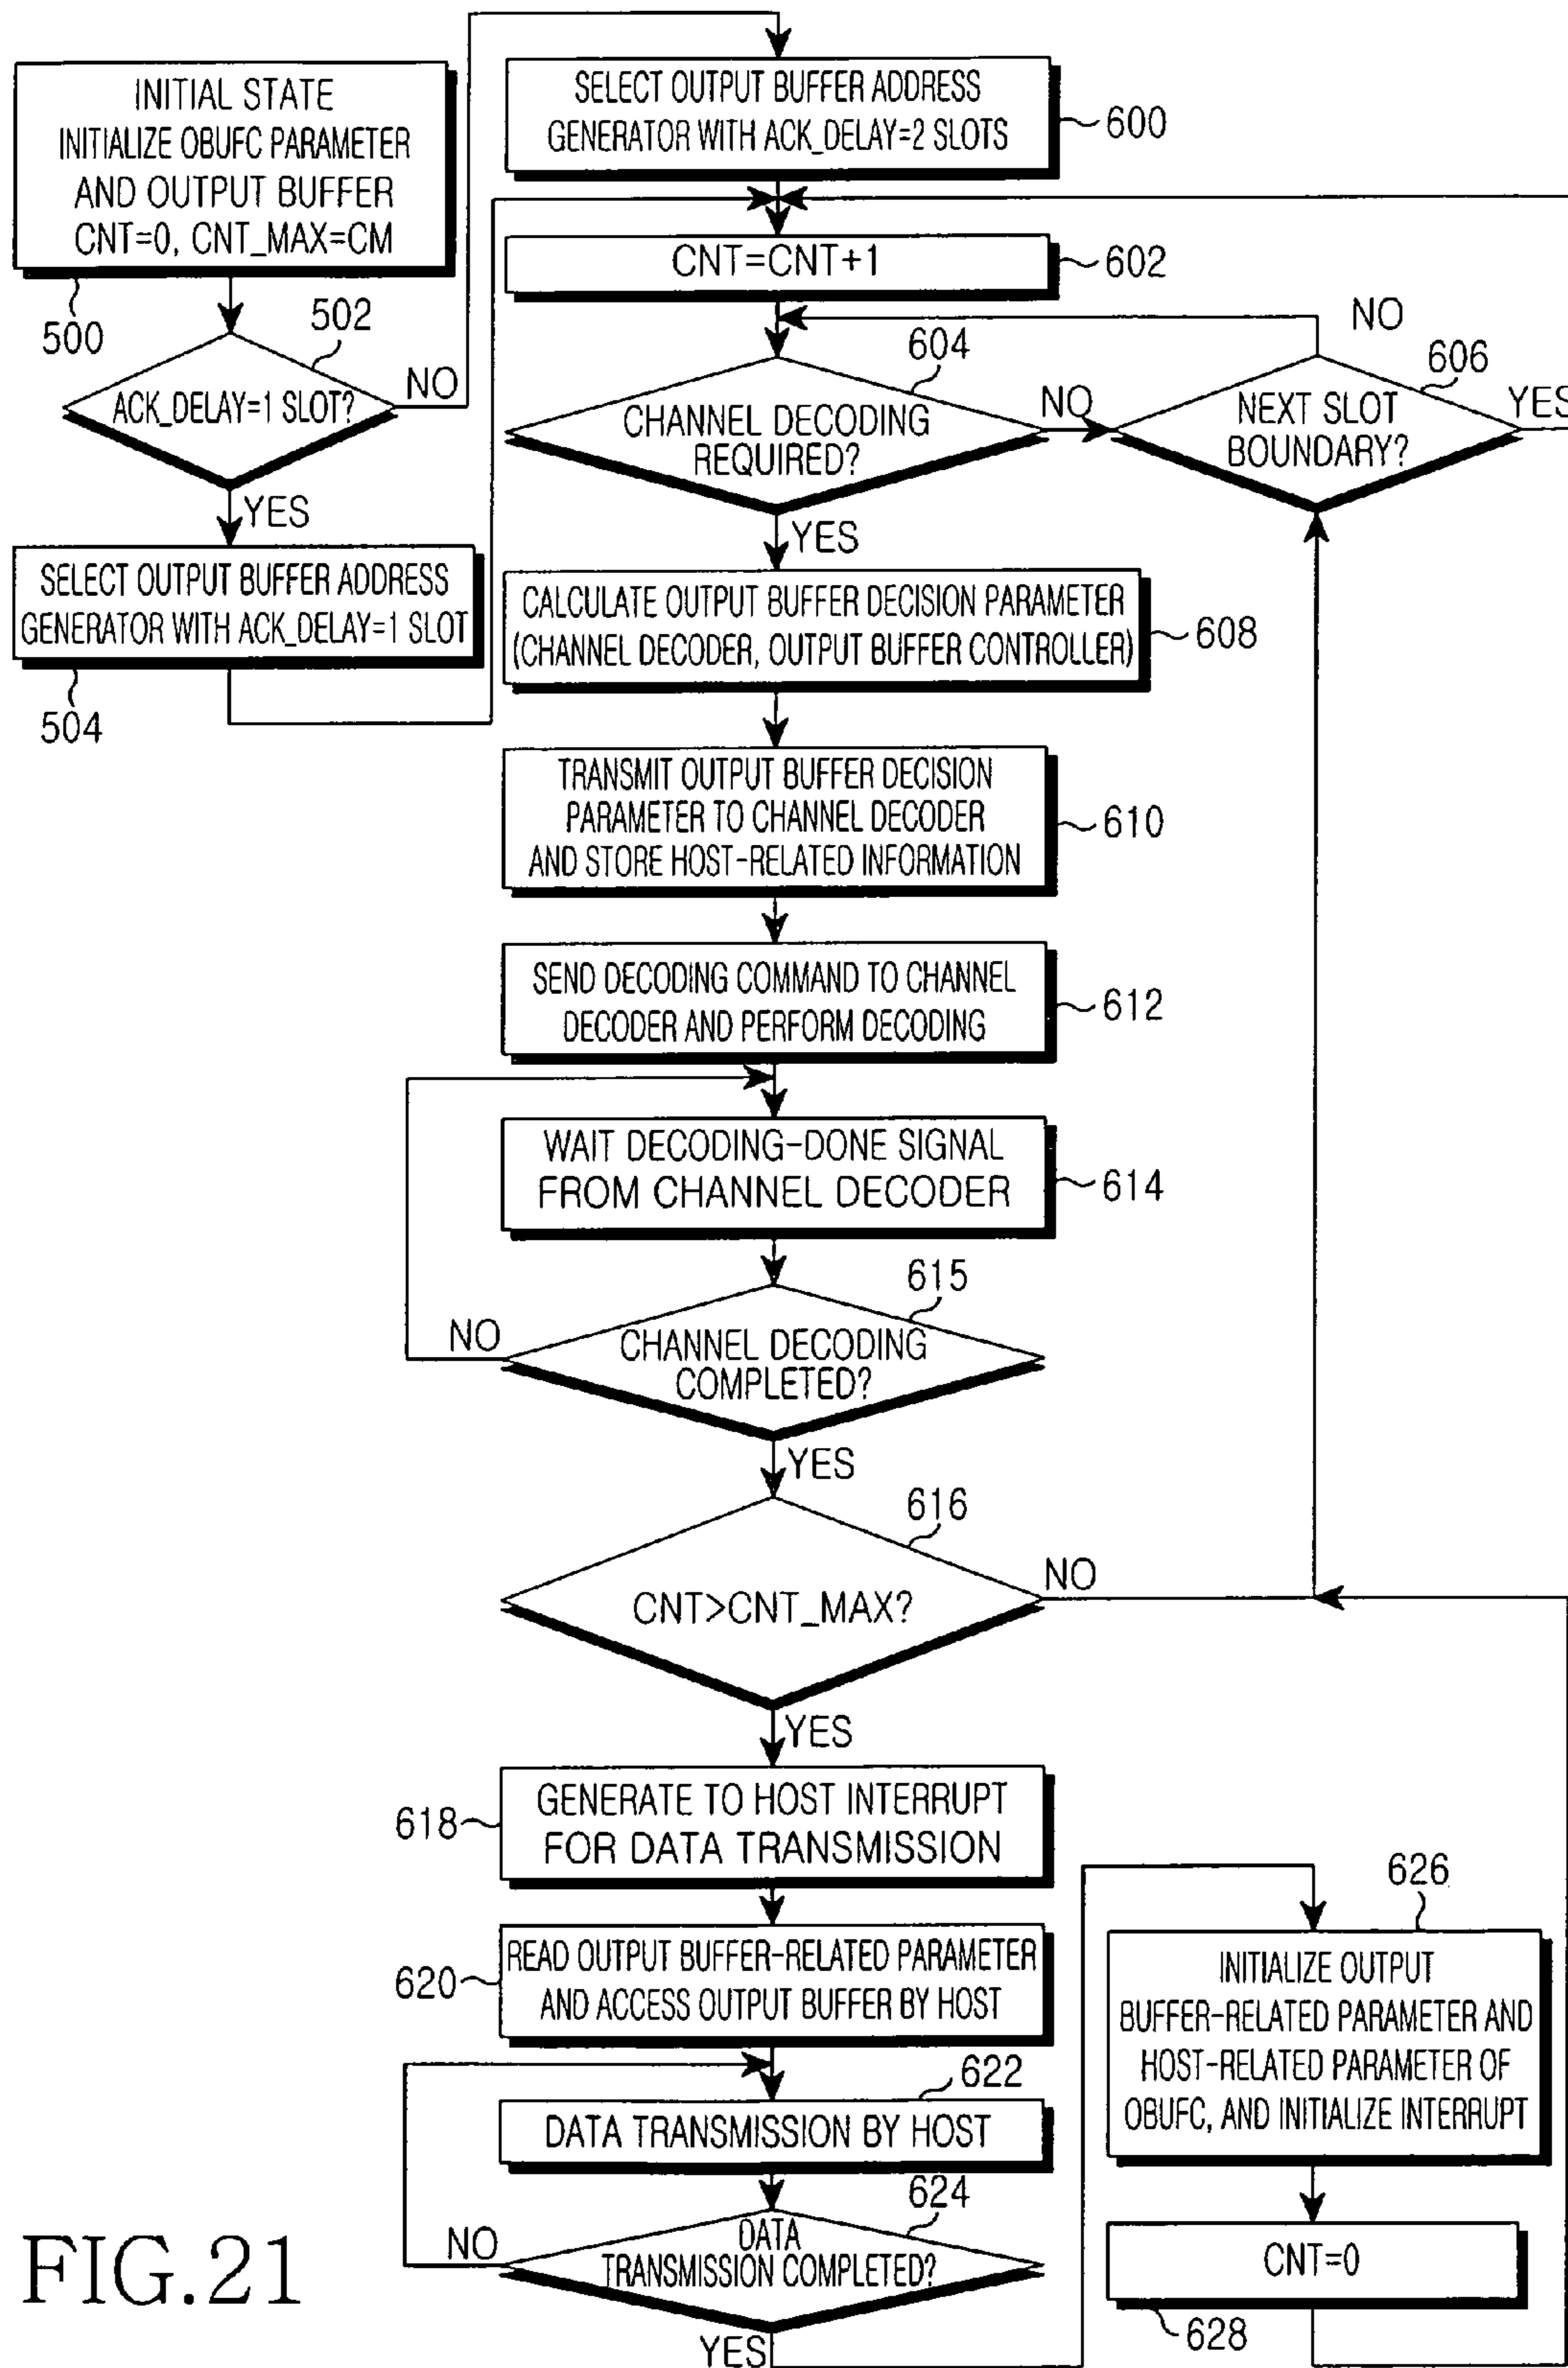 INITIAL STATE
INITIALIZE OBUFC PARAMETER
AND OUTPUT BUFFER
CNT=0, CNT_MAX=CM
500
502
ACK_DELAY=1 SLOT?
NO
YES
SELECT OUTPUT BUFFER ADDRESS
GENERATOR WITH ACK_DELAY=1 SLOT
504
SELECT OUTPUT BUFFER ADDRESS
GENERATOR WITH ACK_DELAY=2 SLOTS
600
CNT=CNT+1
602
604
CHANNEL DECODING
REQUIRED?
NO
YES
NO
606
NEXT SLOT
BOUNDARY?
YES
CALCULATE OUTPUT BUFFER DECISION PARAMETER
(CHANNEL DECODER, OUTPUT BUFFER CONTROLLER)
608
TRANSMIT OUTPUT BUFFER DECISION
PARAMETER TO CHANNEL DECODER
AND STORE HOST-RELATED INFORMATION
610
SEND DECODING COMMAND TO CHANNEL
DECODER AND PERFORM DECODING
612
WAIT DECODING-DONE SIGNAL
FROM CHANNEL DECODER
614
615
NO
CHANNEL DECODING
COMPLETED?
YES
616
CNT>CNT_MAX?
NO
YES
618
GENERATE TO HOST INTERRUPT
FOR DATA TRANSMISSION
620
READ OUTPUT BUFFER-RELATED PARAMETER
AND ACCESS OUTPUT BUFFER BY HOST
622
DATA TRANSMISSION BY HOST
624
NO
DATA
TRANSMISSION COMPLETED?
YES
626
INITIALIZE OUTPUT
BUFFER-RELATED PARAMETER AND
HOST-RELATED PARAMETER OF
OBUFC, AND INITIALIZE INTERRUPT
CNT=0
628
FIG.21